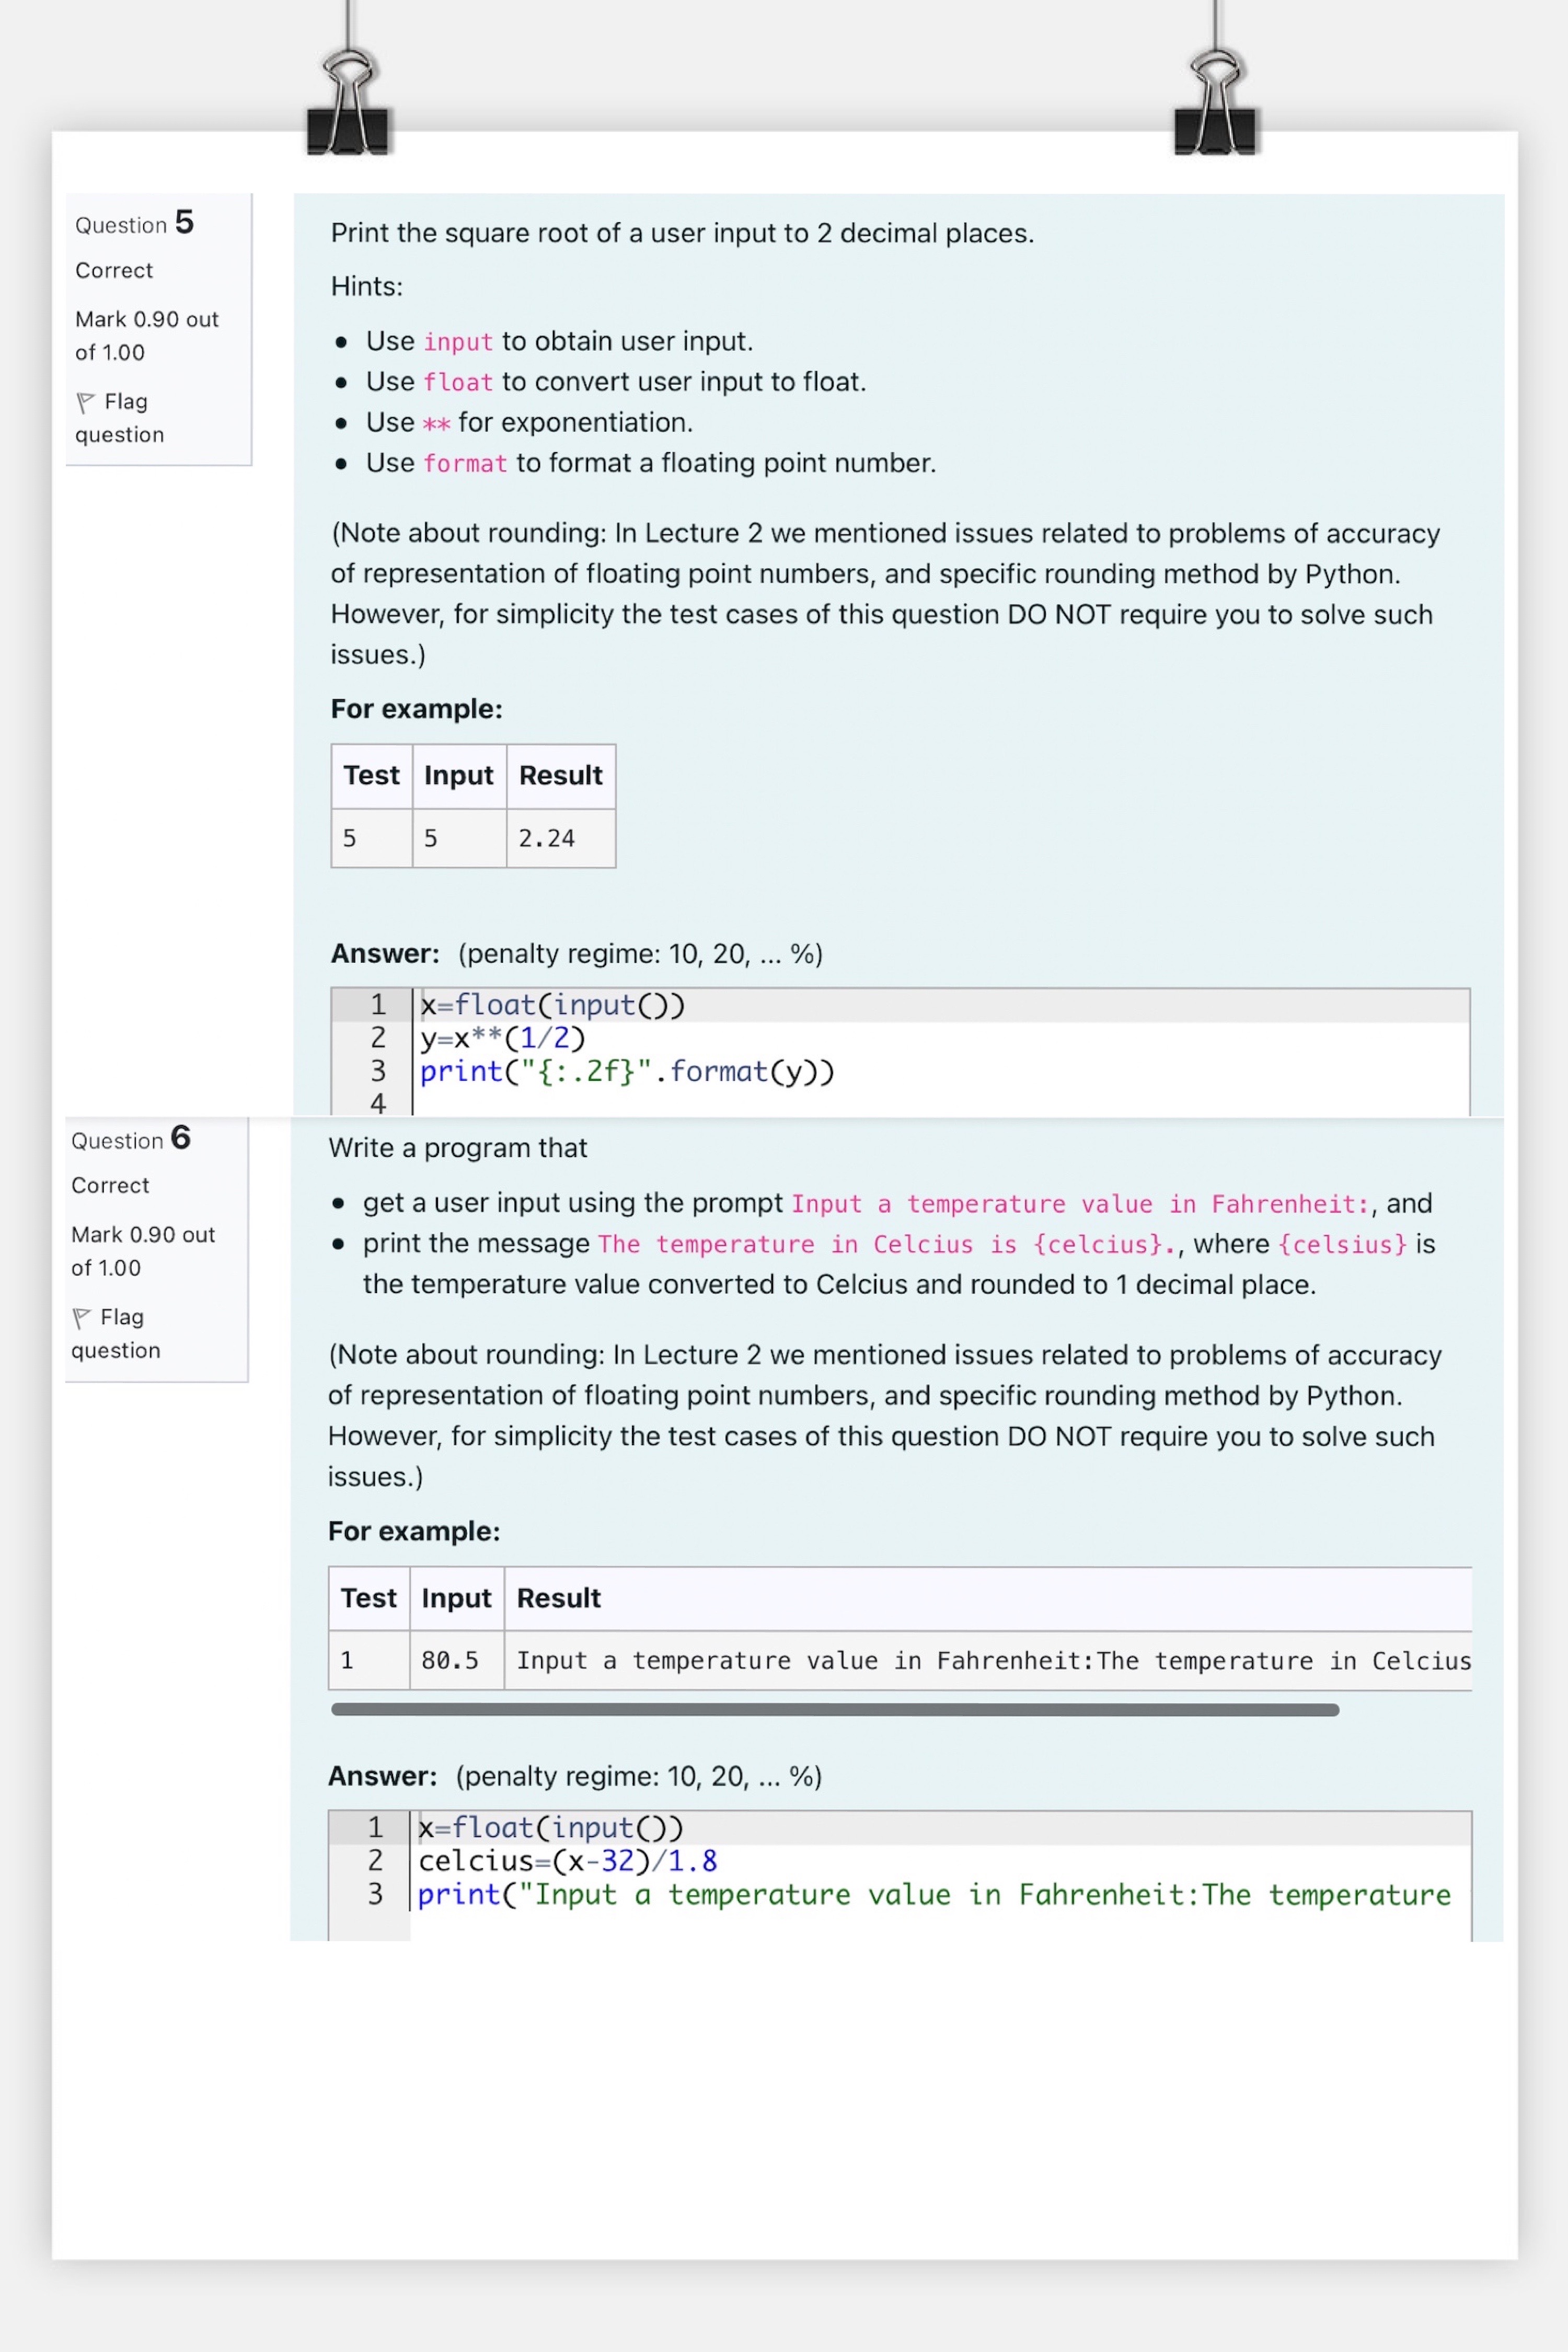 Question 5
Correct
Mark 0.90 out
of 1.00
Flag
question
Print the square root of a user input to 2 decimal places.
Hints:
• Use input to obtain user input.
• Use float to convert user input to float.
• Use ** for exponentiation.
• Use format to format a floating point number.
(Note about rounding: In Lecture 2 we mentioned issues related to problems of accuracy
of representation of floating point numbers, and specific rounding method by Python.
However, for simplicity the test cases of this question DO NOT require you to solve such
issues.)
For example:
Test Input Result
5 5 2.24
Answer: (penalty regime: 10, 20, ... %)
1 x=float(input())
2 y=x**(1/2)
3 print("{:.2f}".format(y))
4
Question 6
Correct
Mark 0.90 out
of 1.00
Flag
question
Write a program that
• get a user input using the prompt Input a temperature value in Fahrenheit:, and
• print the message The temperature in Celcius is {celcius}., where {celsius} is
the temperature value converted to Celcius and rounded to 1 decimal place.
(Note about rounding: In Lecture 2 we mentioned issues related to problems of accuracy
of representation of floating point numbers, and specific rounding method by Python.
However, for simplicity the test cases of this question DO NOT require you to solve such
issues.)
For example:
Test Input Result
1 80.5 Input a temperature value in Fahrenheit:The temperature in Celcius
Answer: (penalty regime: 10, 20, ... %)
1 x=float(input())
2 celcius=(x-32)/1.8
3 print("Input a temperature value in Fahrenheit:The temperature